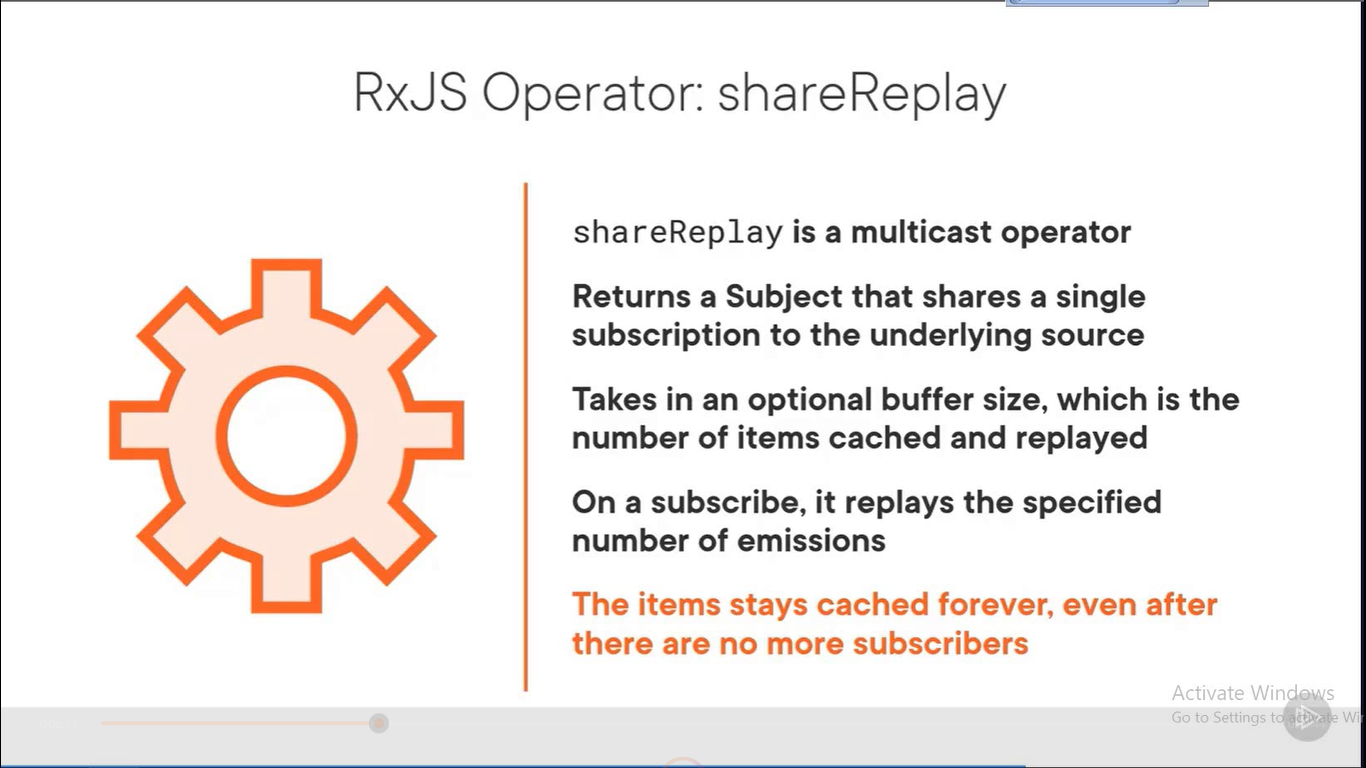 RxJS Operator: shareReplay
shareReplay is a multicast operator
Returns a Subject that shares a single
subscription to the underlying source
Takes in an optional buffer size, which is the
number of items cached and replayed
On a subscribe, it replays the specified
number of emissions
The items stays cached forever, even after
there are no more subscribers
Activate Windows
Go to Settings to activate Wi